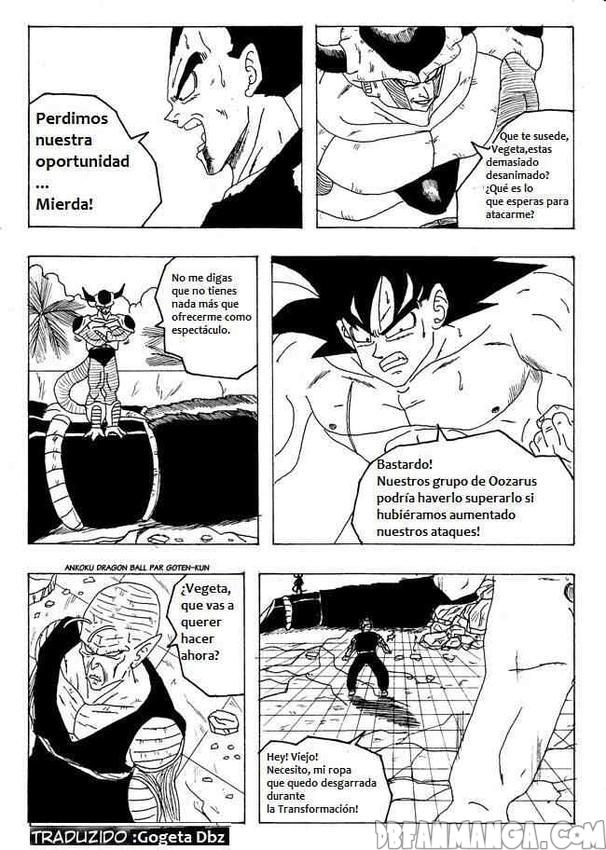 Perdimos
nuestra
oportunidad
...
Mierda!
Que te susede,
Vegeta,estas
demasiado
desanimado?
¿Qué es lo
que esperas para
atacarme?
No me digas
que no tienes
nada más que
ofrecerme como
espectáculo.
Bastardo!
Nuestros grupo de Oozarus
podría haverlo superarlo si
hubiéramos aumentado
nuestros ataques!
ANKOKU DRAGON BALL PAR GOTEN-KUN
¿Vegeta,
que vas a
querer
hacer
ahora?
Hey! Viejo!
Necesito, mi ropa
que quedo desgarrada
durante
la Transformación!
TRADUZIDO :Gogeta Dbz
DBFANMANGA.COM